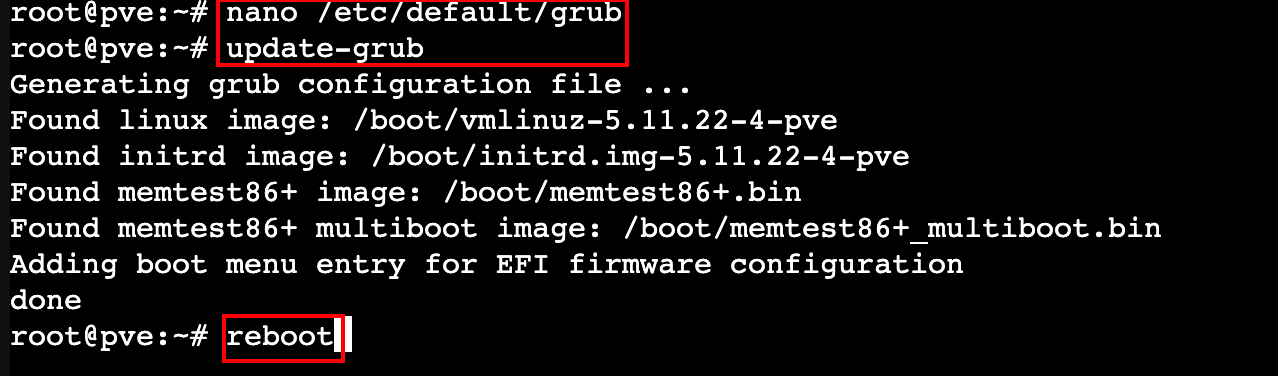 root@pve:~# nano /etc/default/grub
root@pve:~# update-grub
Generating grub configuration file ...
Found linux image: /boot/vmlinuz-5.11.22-4-pve
Found initrd image: /boot/initrd.img-5.11.22-4-pve
Found memtest86+ image: /boot/memtest86+.bin
Found memtest86+ multiboot image: /boot/memtest86+_multiboot.bin
Adding boot menu entry for EFI firmware configuration
done
root@pve:~# reboot